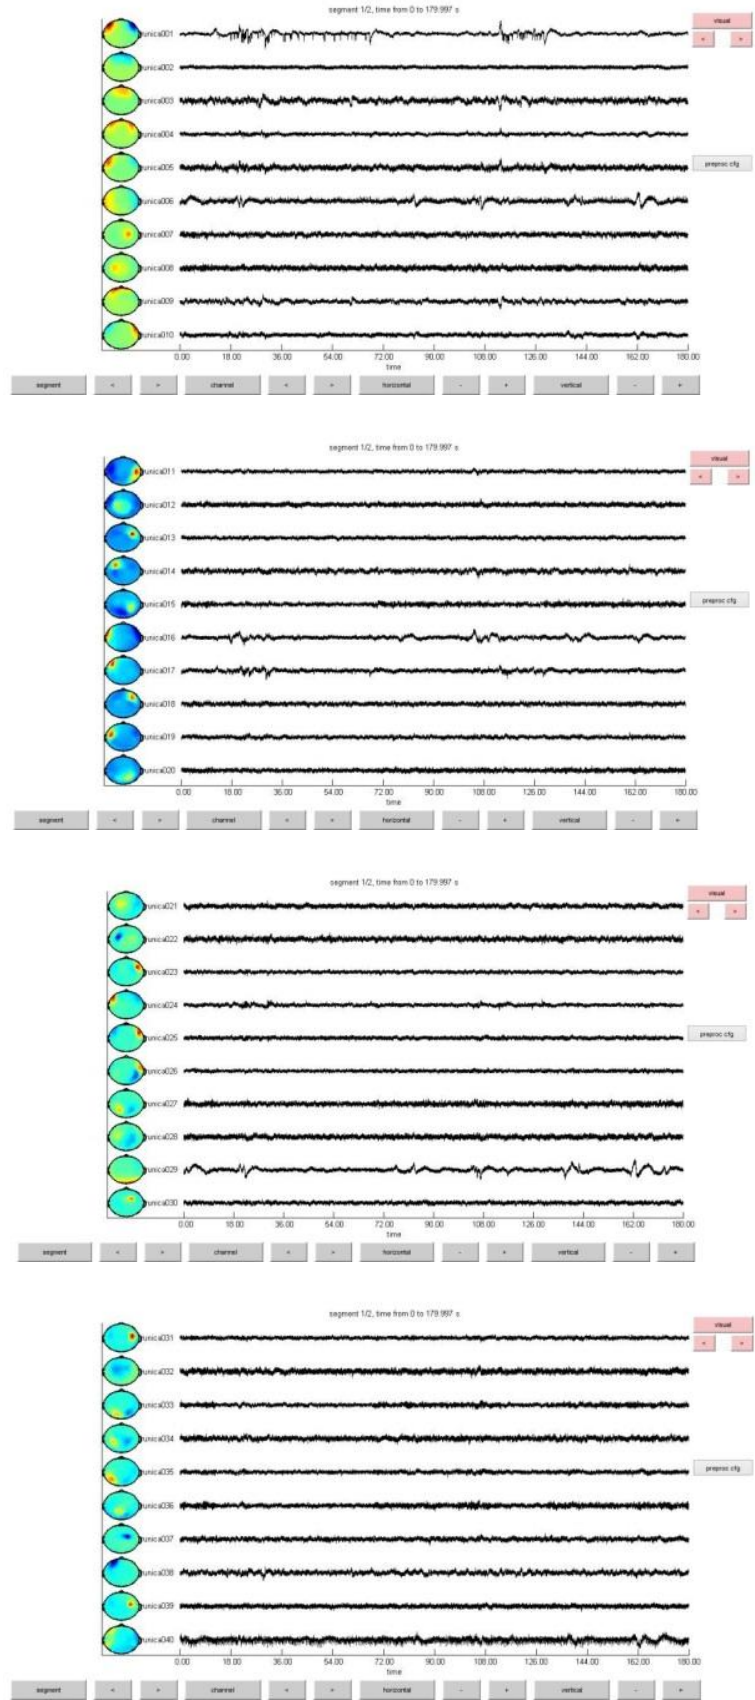 segment 1/2, time from 0 to 179.997 s
visual
runica001
< >
runica002
runica003
runica004
preproc cfg
runica005
runica006
runica007
runica008
runica009
runica010
0.00 18.00 36.00 54.00 72.00 90.00 108.00 126.00 144.00 162.00 180.00
time
segment < > channel < > horizontal - + vertical - +
segment 1/2, time from 0 to 179.997 s
visual
runica011
< >
runica012
runica013
runica014
preproc cfg
runica015
runica016
runica017
runica018
runica019
runica020
0.00 18.00 36.00 54.00 72.00 90.00 108.00 126.00 144.00 162.00 180.00
time
segment < > channel < > horizontal - + vertical - +
segment 1/2, time from 0 to 179.997 s
visual
runica021
< >
runica022
runica023
runica024
preproc cfg
runica025
runica026
runica027
runica028
runica029
runica030
0.00 18.00 36.00 54.00 72.00 90.00 108.00 126.00 144.00 162.00 180.00
time
segment < > channel < > horizontal - + vertical - +
segment 1/2, time from 0 to 179.997 s
visual
runica031
< >
runica032
runica033
runica034
preproc cfg
runica035
runica036
runica037
runica038
runica039
runica040
0.00 18.00 36.00 54.00 72.00 90.00 108.00 126.00 144.00 162.00 180.00
time
segment < > channel < > horizontal - + vertical - +